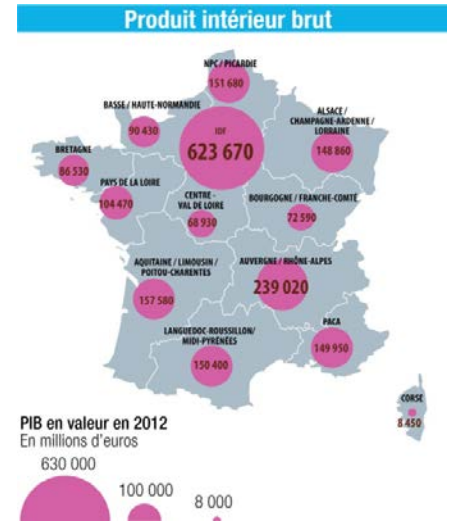 Produit intérieur brut
NPC / PICARDIE
151 680
BASSE / HAUTE-NORMANDIE
90 430
IDF
623 670
ALSACE /
CHAMPAGNE-ARDENNE /
LORRAINE
148 860
BRETAGNE
86 530
PAYS DE LA LOIRE
104 470
CENTRE -
VAL DE LOIRE
68 930
BOURGOGNE / FRANCHE-COMTÉ
72 590
AQUITAINE / LIMOUSIN /
POITOU-CHARENTES
157 580
AUVERGNE / RHÔNE-ALPES
239 020
LANGUEDOC-ROUSSILLON/
MIDI-PYRÉNÉES
150 400
PACA
149 950
CORSE
8 450
PIB en valeur en 2012
En millions d'euros
630 000
100 000
8 000